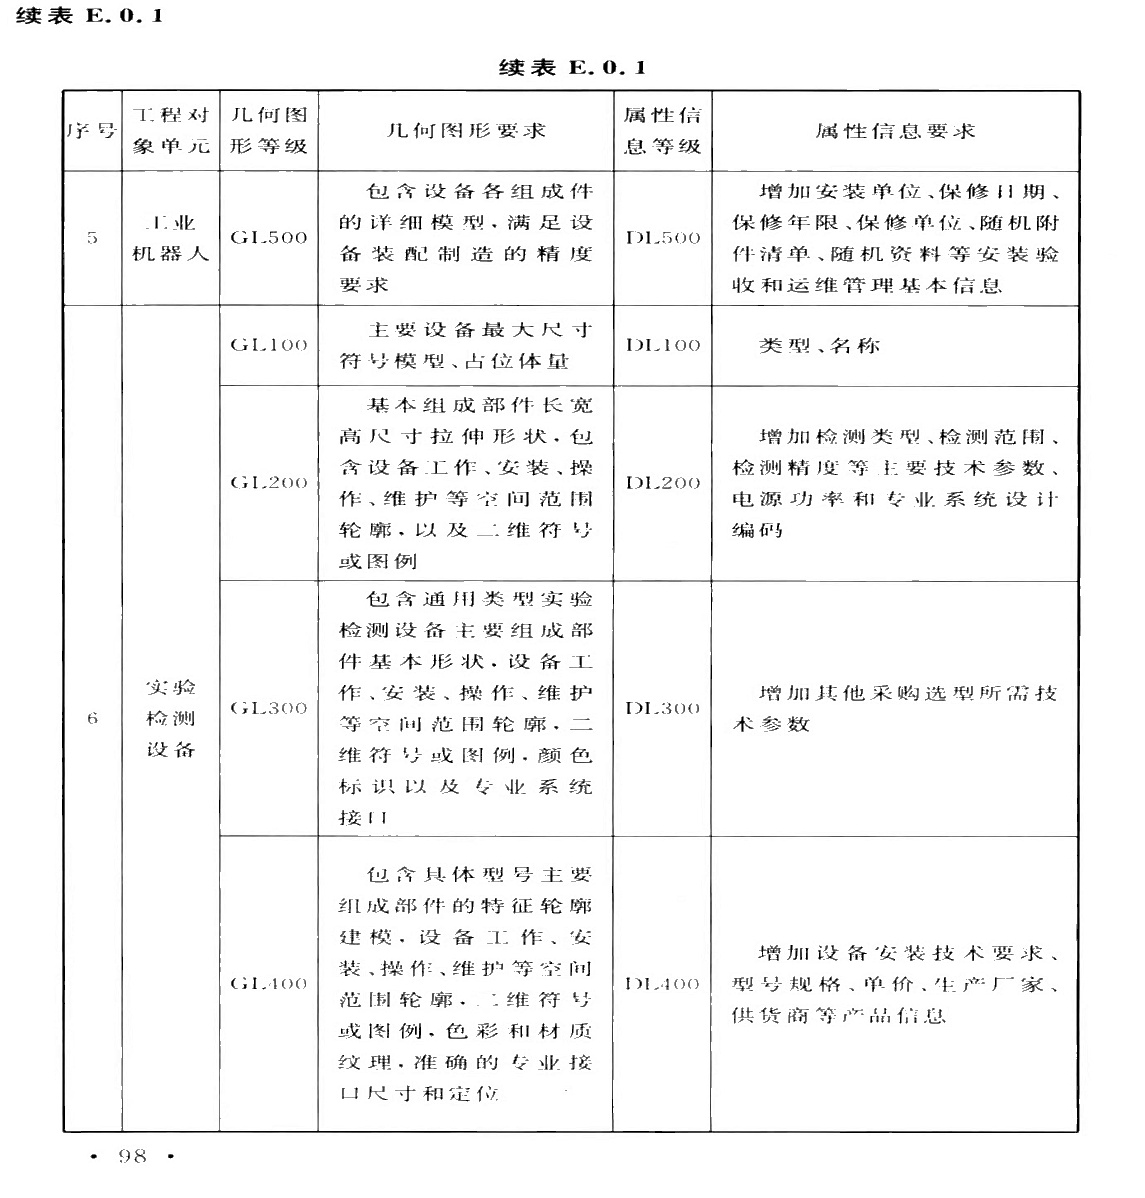 续表 E.0.1
续表 E.0.1
序号
工程对
象单元
几何图
形等级
几何图形要求
属性信
息等级
属性信息要求
5
工业
机器人
GL500
包含设备各组成件
的详细模型,满足设
备装配制造的精度
要求
DL500
增加安装单位、保修日期、
保修年限、保修单位、随机附
件清单、随机资料等安装验
收和运维管理基本信息
6
实验
检测
设备
GL100
主要设备最大尺寸
符号模型、占位体量
DL100
类型、名称
GL200
基本组成部件长宽
高尺寸拉伸形状,包
含设备工作、安装、操
作、维护等空间范围
轮廓,以及二维符号
或图例
DL200
增加检测类型、检测范围、
检测精度等主要技术参数、
电源功率和专业系统设计
编码
GL300
包含通用类型实验
检测设备主要组成部
件基本形状,设备工
作、安装、操作、维护
等空间范围轮廓,二
维符号或图例,颜色
标识以及专业系统
接口
DL300
增加其他采购选型所需技
术参数
GL400
包含具体型号主要
组成部件的特征轮廓
建模,设备工作、安
装、操作、维护等空间
范围轮廓,二维符号
或图例,色彩和材质
纹理,准确的专业接
口尺寸和定位
DL400
增加设备安装技术要求、
型号规格、单价、生产厂家、
供货商等产品信息
· 98 ·